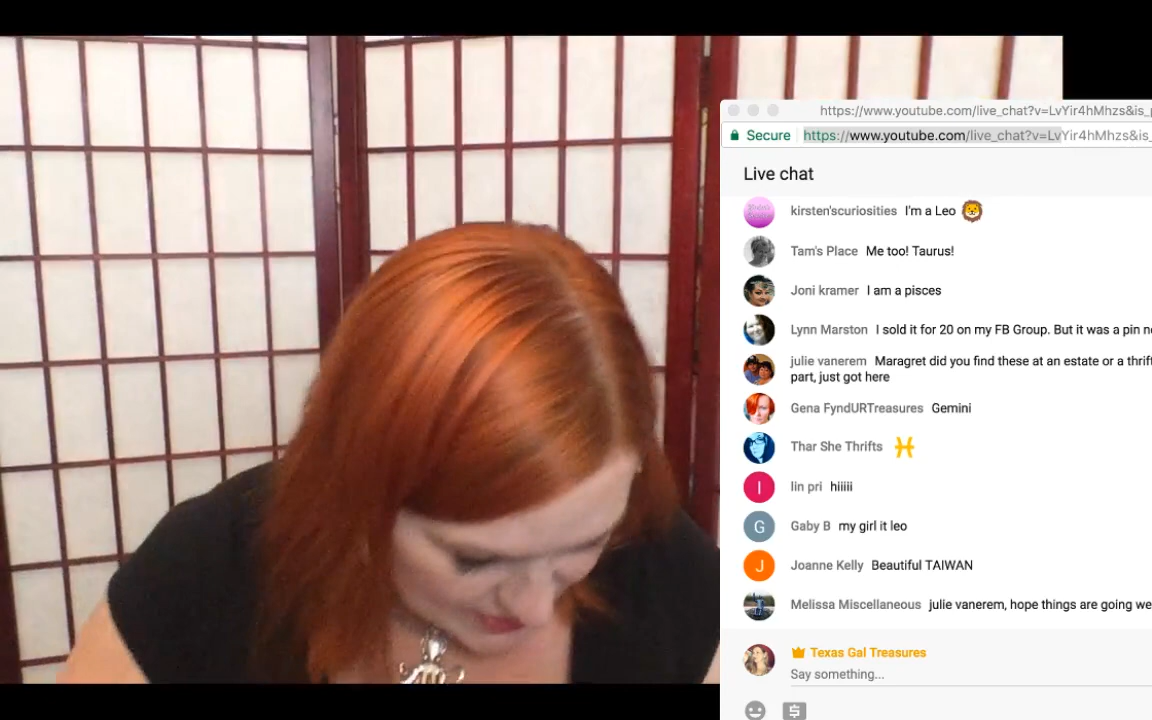 https://www.youtube.com/live_chat?v=LvYir4hMhzs&is_
Secure https://www.youtube.com/live_chat?v=LvYir4hMhzs&is_
Live chat
kirsten'scuriosities I'm a Leo
Tam's Place Me too! Taurus!
Joni kramer I am a pisces
Lynn Marston I sold it for 20 on my FB Group. But it was a pin
julie vanerem Maragret did you find these at an estate or a
part, just got here
Gena FyndURTreasures Gemini
Thar She Thrifts
I lin pri hiiiii
G Gaby B my girl it leo
J Joanne Kelly Beautiful TAIWAN
Melissa Miscellaneous julie vanerem, hope things are going
Texas Gal Treasures
Say something...